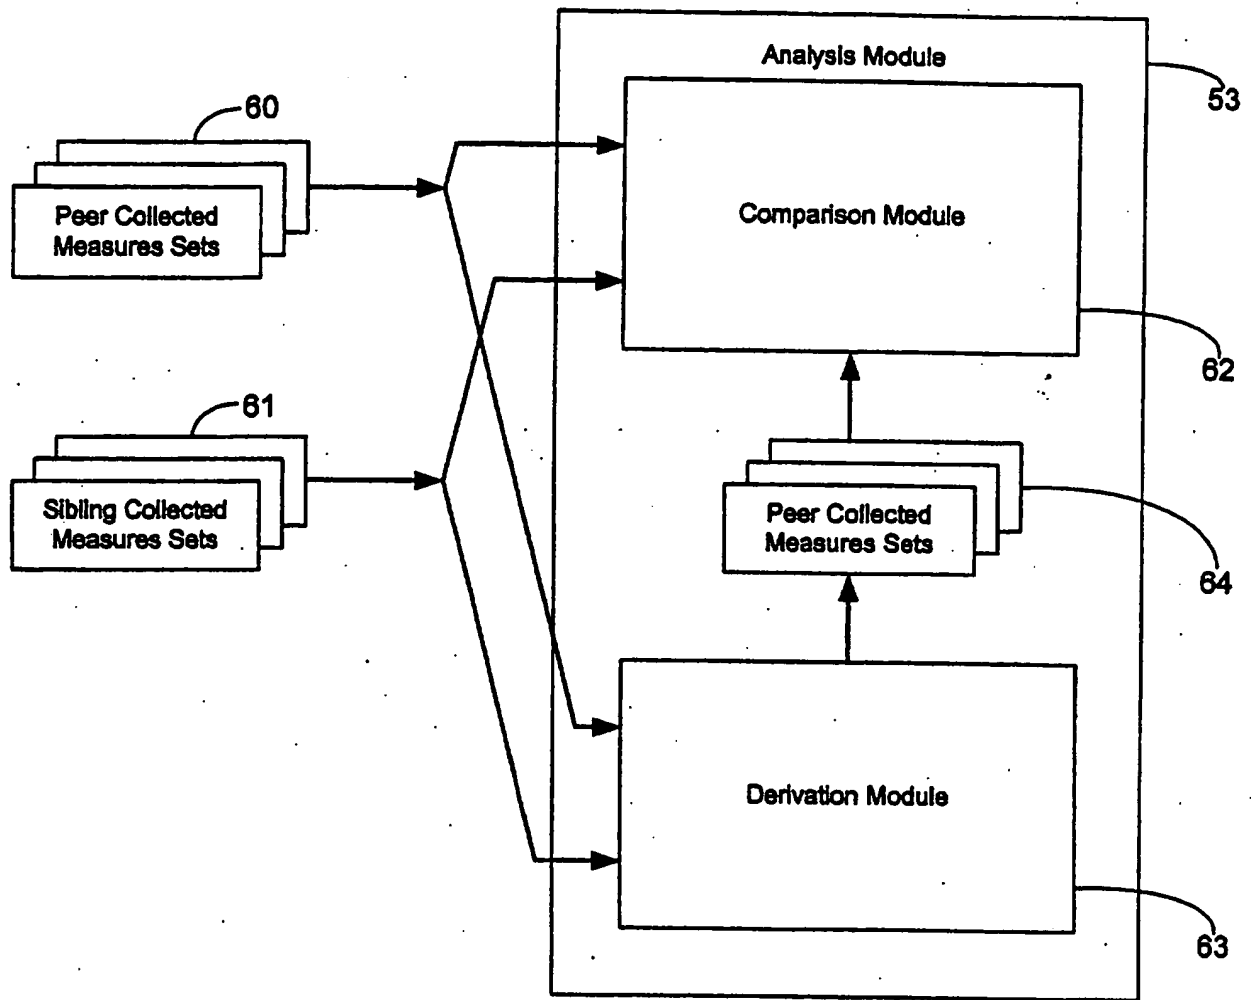 Analysis Module
53
60
Peer Collected
Measures Sets
Comparison Module
62
61
Sibling Collected
Measures Sets
Peer Collected
Measures Sets
64
Derivation Module
63